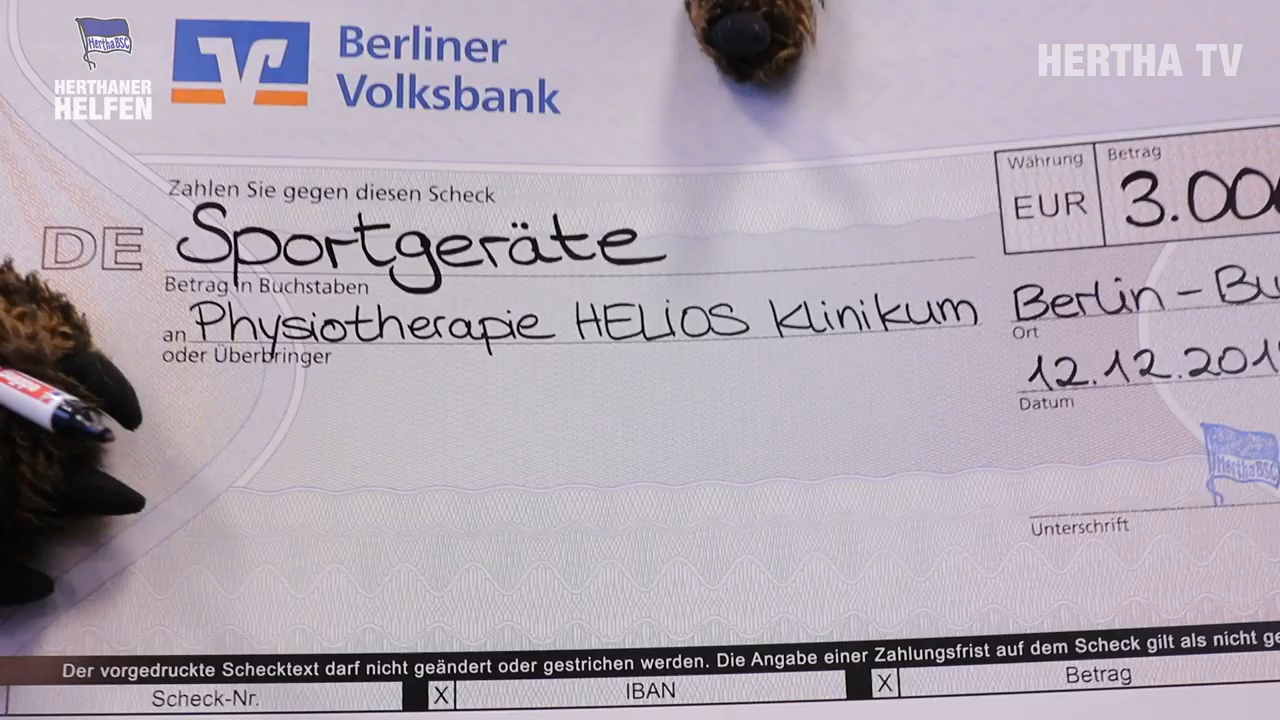 HerthaBSC
HERTHANER
HELFEN
Berliner
Volksbank
HERTHA TV
Zahlen Sie gegen diesen Scheck
DE Sportgeräte
Betrag in Buchstaben
an Physiotherapie HELIOS Klinikum
oder Überbringer
Währung
EUR
Betrag
3.00
Berlin - Bu
Ort
12.12.201
Datum
HerthaBSC
Unterschrift
Der vorgedruckte Schecktext darf nicht geändert oder gestrichen werden. Die Angabe einer Zahlungsfrist auf dem Scheck gilt als nicht ge
Scheck-Nr.
X
IBAN
X
Betrag